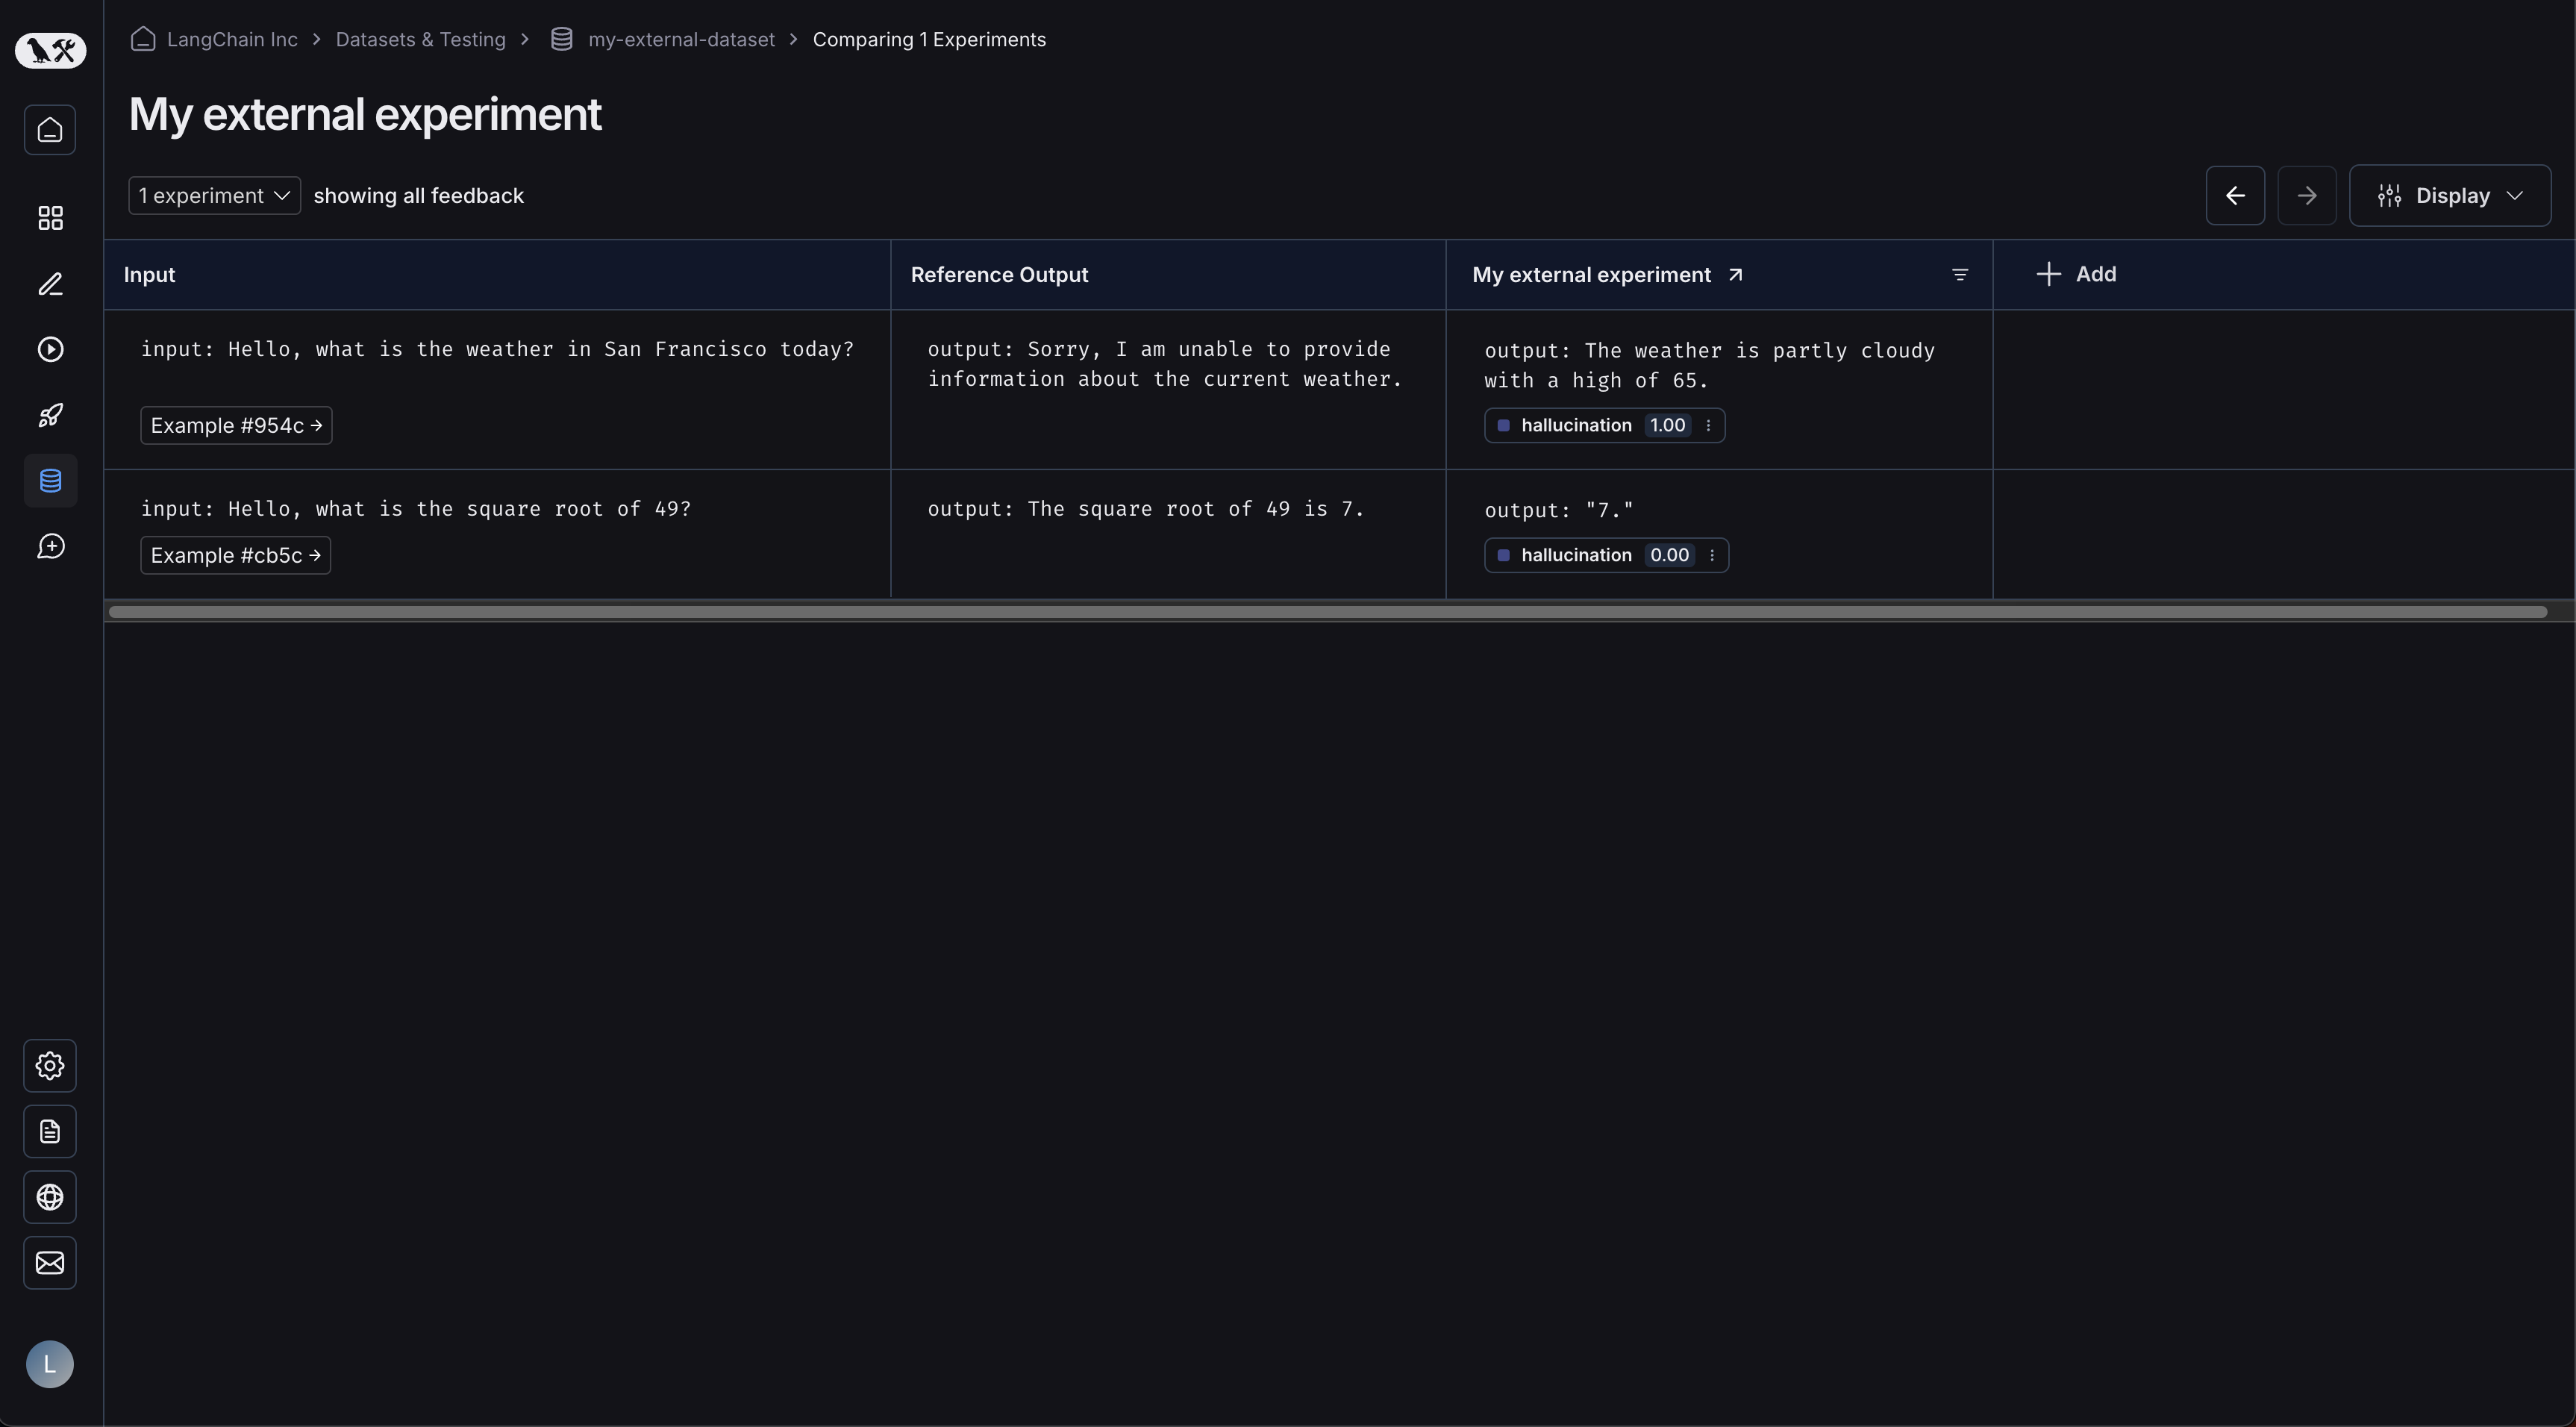 LangChain Inc > Datasets & Testing > my-external-dataset > Comparing 1 Experiments
My external experiment
1 experiment showing all feedback
Display
Input
Reference Output
My external experiment
Add
input: Hello, what is the weather in San Francisco today?
Example #954c →
output: Sorry, I am unable to provide
information about the current weather.
output: The weather is partly cloudy
with a high of 65.
hallucination 1.00
input: Hello, what is the square root of 49?
Example #cb5c →
output: The square root of 49 is 7.
output: "7."
hallucination 0.00
L